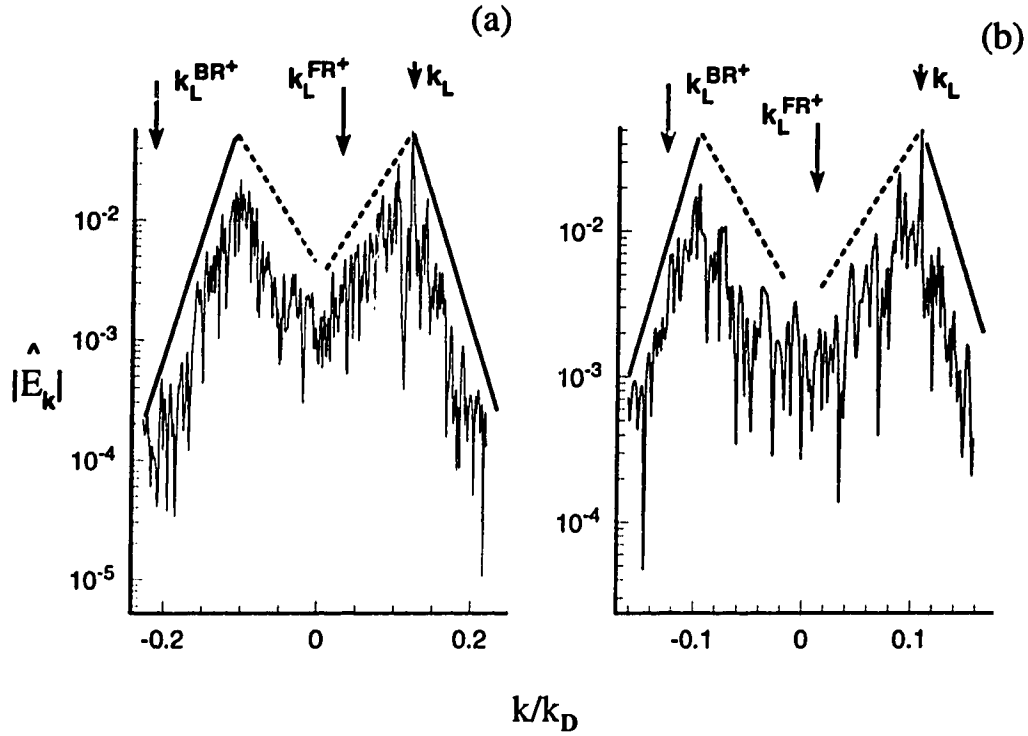 (a)
(b)
k_L^BR+
k_L^FR+
k_L
k_L^BR+
k_L^FR+
k_L
10^-2
10^-3
10^-4
10^-5
|Ê_k|
-0.2
0
0.2
10^-2
10^-3
10^-4
-0.1
0
0.1
k/k_D